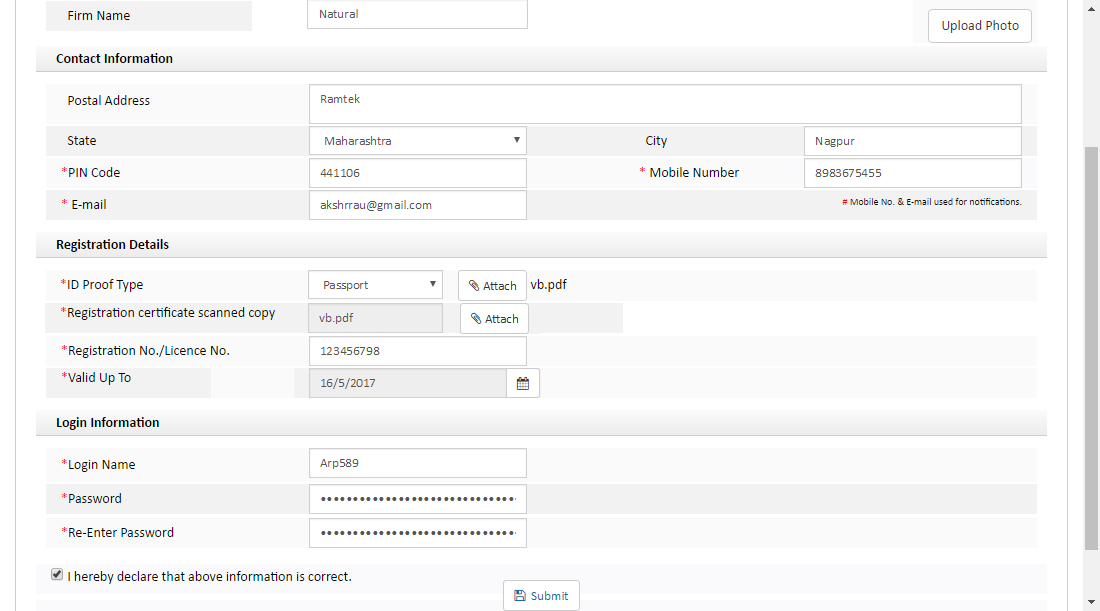 Firm Name Natural
Upload Photo
Contact Information
Postal Address Ramtek
State Maharashtra City Nagpur
*PIN Code 441106 * Mobile Number 8983675455
* E-mail akshrrau@gmail.com # Mobile No. & E-mail used for notifications.
Registration Details
*ID Proof Type Passport Attach vb.pdf
*Registration certificate scanned copy vb.pdf Attach
*Registration No./Licence No. 123456798
*Valid Up To 16/5/2017
Login Information
*Login Name Arp589
*Password
*Re-Enter Password
I hereby declare that above information is correct.
Submit